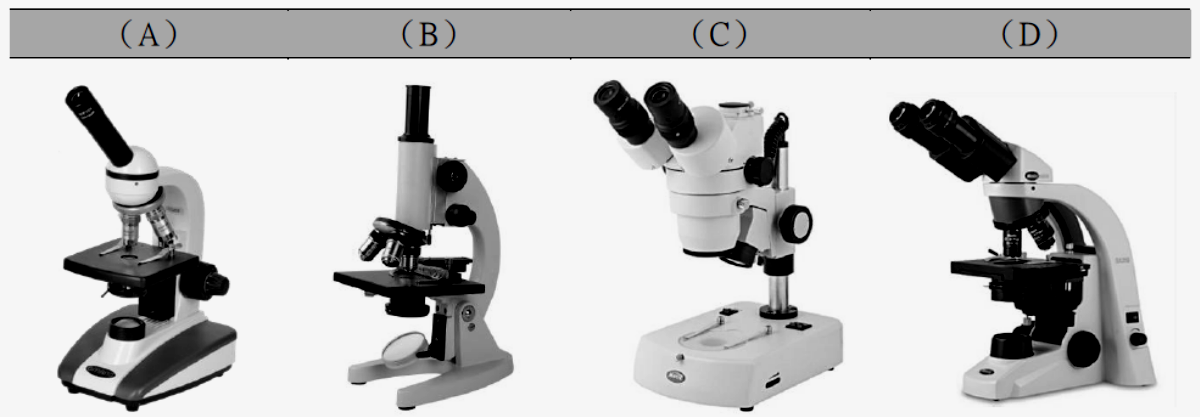 （A） （B） （C） （D）